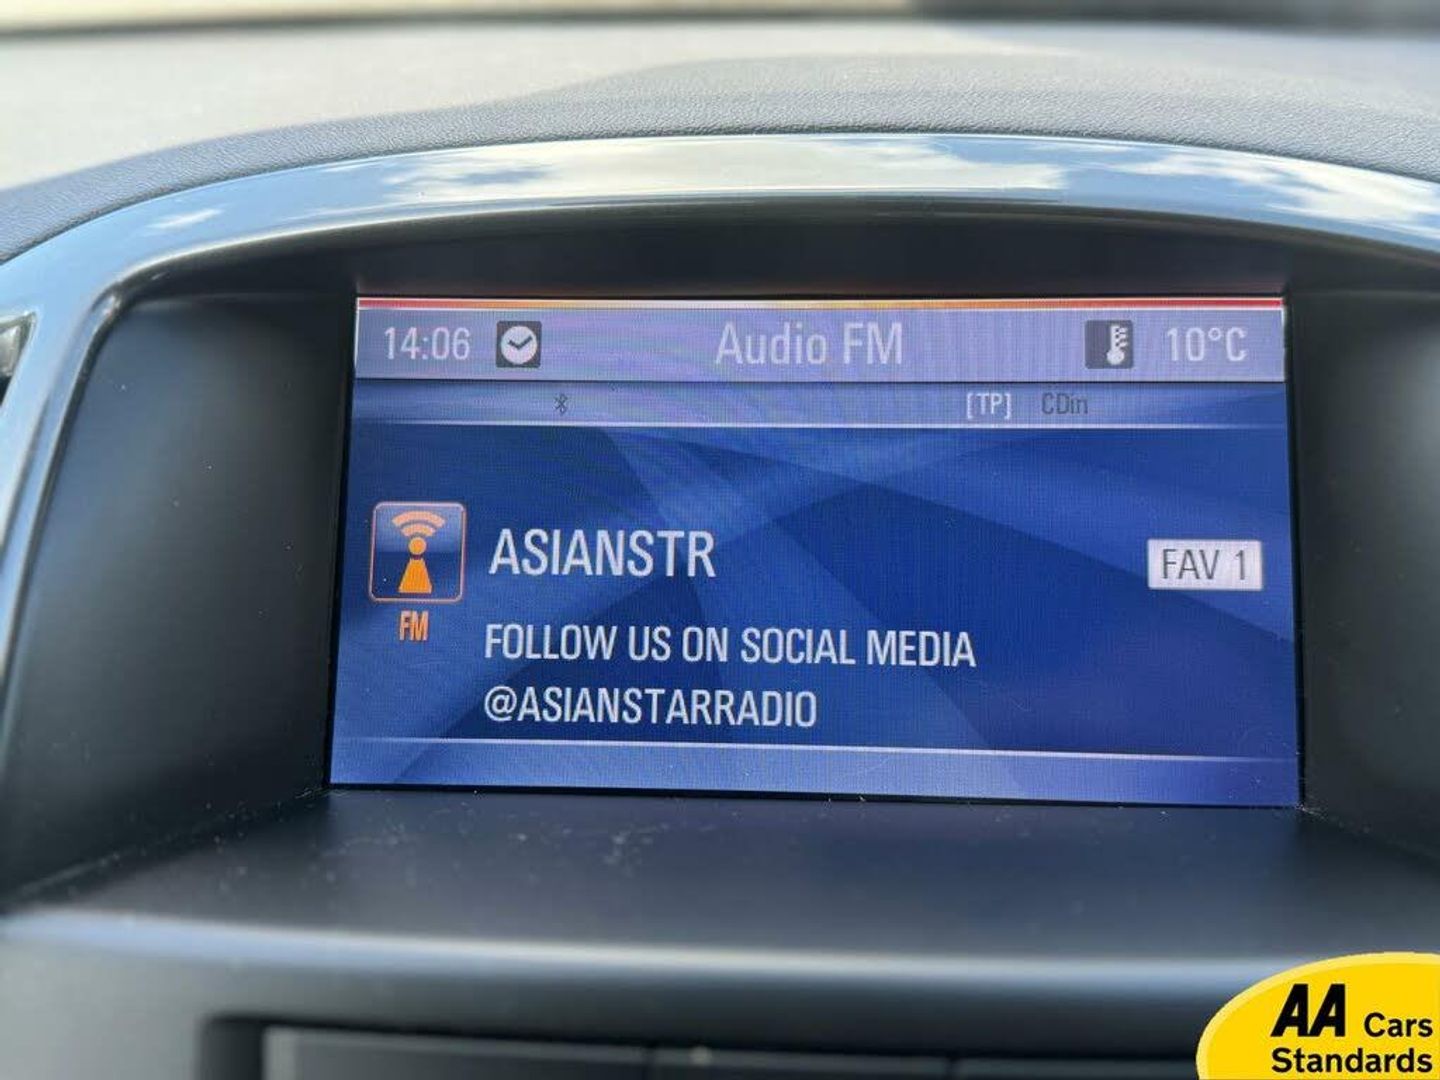 14:06 Audio FM 10°C
[TP] CDin
ASIANSTR FAV 1
FM
FOLLOW US ON SOCIAL MEDIA
@ASIANSTARRADIO
AA Cars
Standards